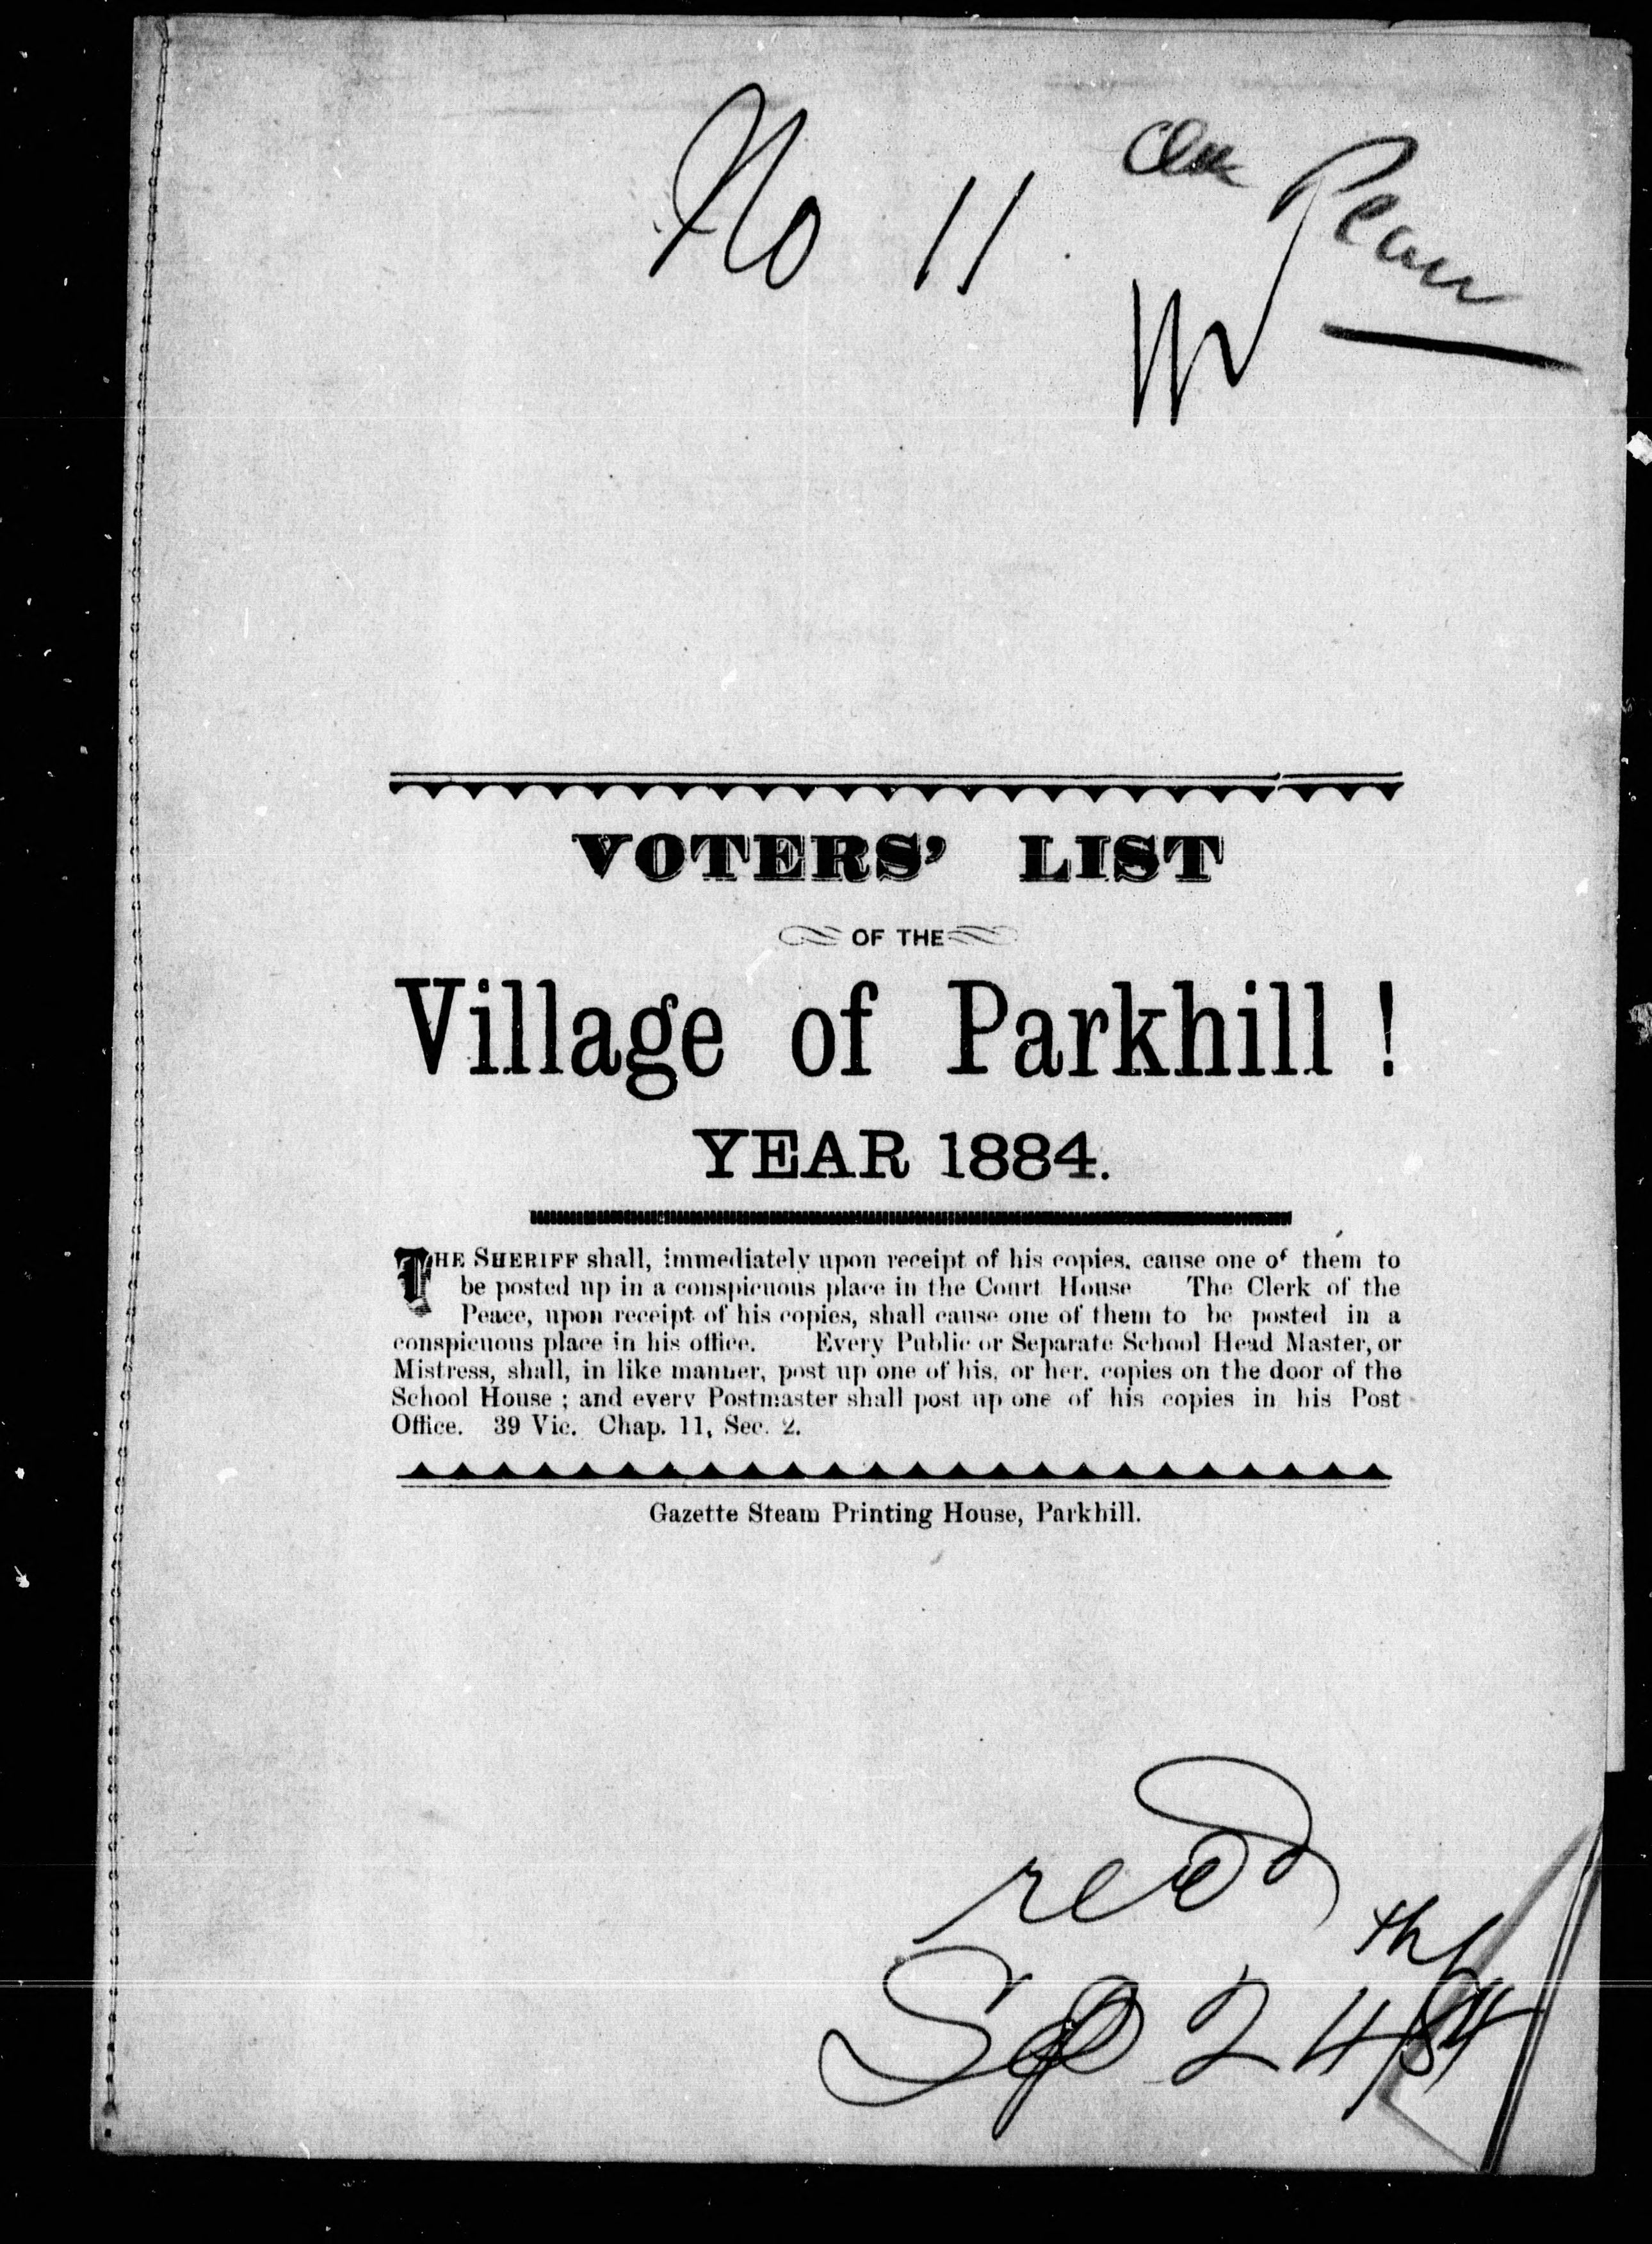 No 11.
VOTERS' LIST
OF THE
Village of Parkhill !
YEAR 1884.
THE SHERIFF shall, immediately upon receipt of his copies, cause one of them to
be posted up in a conspicuous place in the Court House The Clerk of the
Peace, upon receipt of his copies, shall cause one of them to be posted in a
conspicuous place in his office. Every Public or Separate School Head Master, or
Mistress, shall, in like manner, post up one of his, or her, copies on the door of the
School House ; and every Postmaster shall post up one of his copies in his Post
Office. 39 Vic. Chap. 11, Sec. 2.
Gazette Steam Printing House, Parkhill.
recd
Sep 24th/84